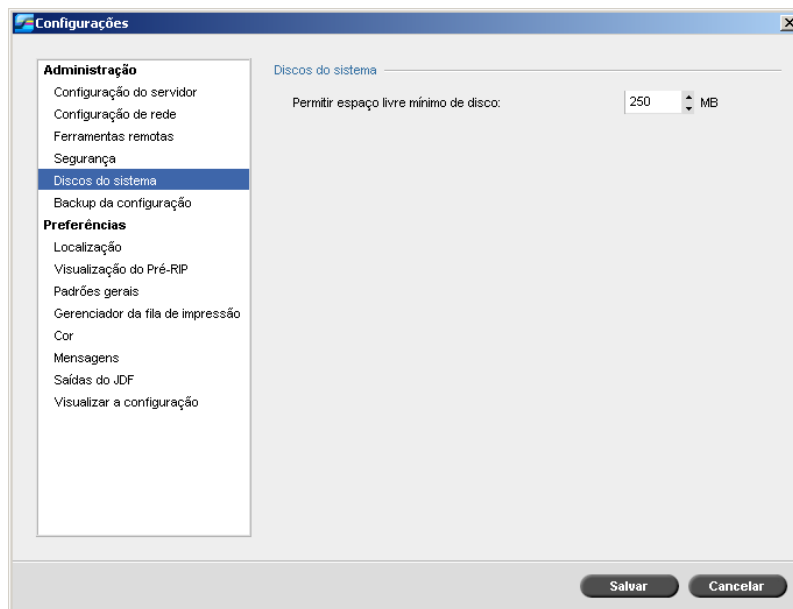 Configurações
Administração
Configuração do servidor
Configuração de rede
Ferramentas remotas
Segurança
Discos do sistema
Backup da configuração
Preferências
Localização
Visualização do Pré-RIP
Padrões gerais
Gerenciador da fila de impressão
Cor
Mensagens
Saídas do JDF
Visualizar a configuração
Discos do sistema
Permitir espaço livre mínimo de disco: 250 MB
Salvar Cancelar